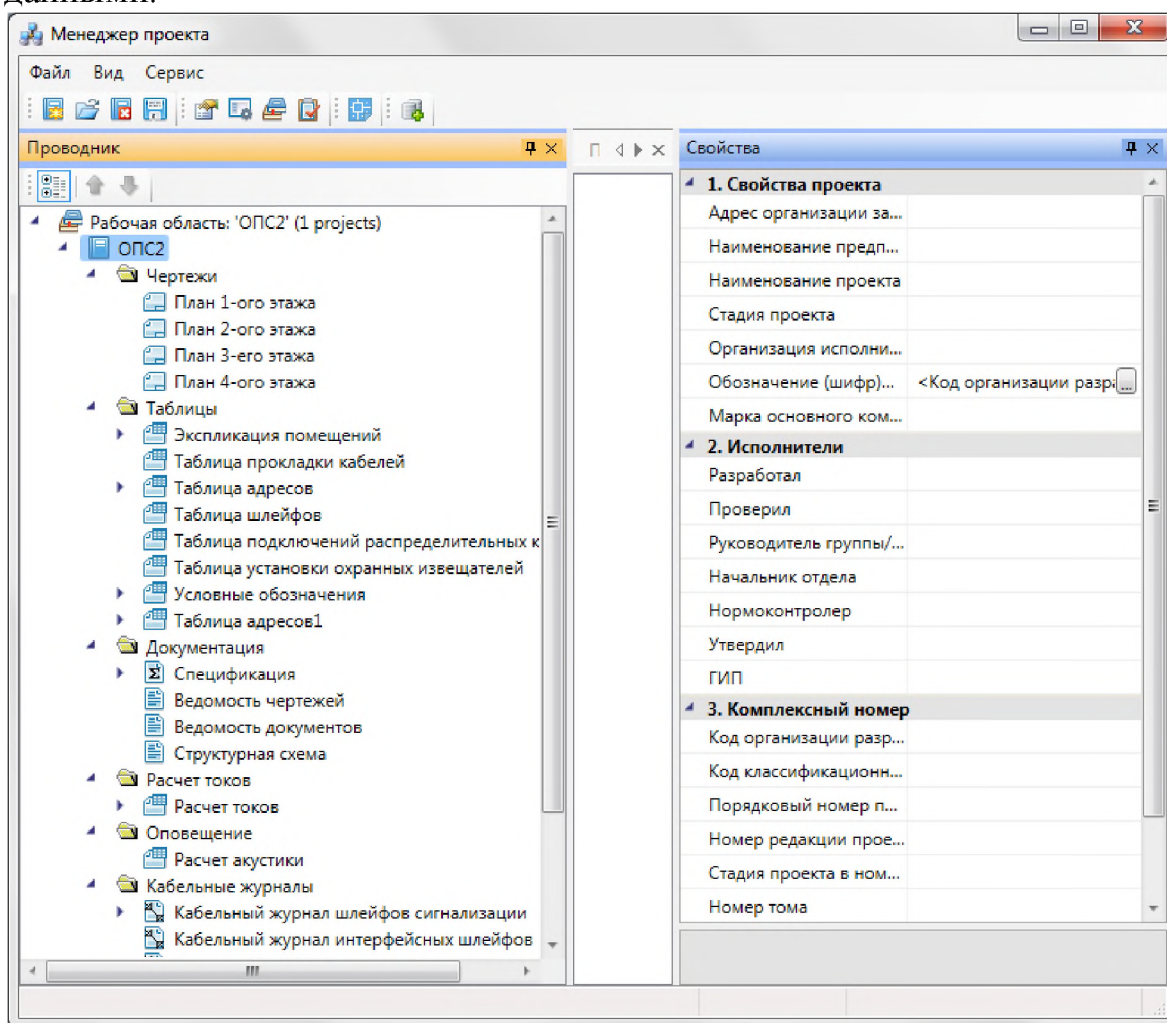 данными.
Менеджер проекта
Файл Вид Сервис
Проводник
П
Свойства
Рабочая область: 'ОПС2' (1 projects)
ОПС2
Чертежи
План 1-ого этажа
План 2-ого этажа
План 3-его этажа
План 4-ого этажа
Таблицы
Экспликация помещений
Таблица прокладки кабелей
Таблица адресов
Таблица шлейфов
Таблица подключений распределительных к
Таблица установки охранных извещателей
Условные обозначения
Таблица адресов1
Документация
Спецификация
Ведомость чертежей
Ведомость документов
Структурная схема
Расчет токов
Расчет токов
Оповещение
Расчет акустики
Кабельные журналы
Кабельный журнал шлейфов сигнализации
Кабельный журнал интерфейсных шлейфов
1. Свойства проекта
Адрес организации за...
Наименование предп...
Наименование проекта
Стадия проекта
Организация исполни...
Обозначение (шифр)... <Код организации разра ...
Марка основного ком...
2. Исполнители
Разработал
Проверил
Руководитель группы/...
Начальник отдела
Нормоконтролер
Утвердил
ГИП
3. Комплексный номер
Код организации разр...
Код классификационн...
Порядковый номер п...
Номер редакции прое...
Стадия проекта в ном...
Номер тома